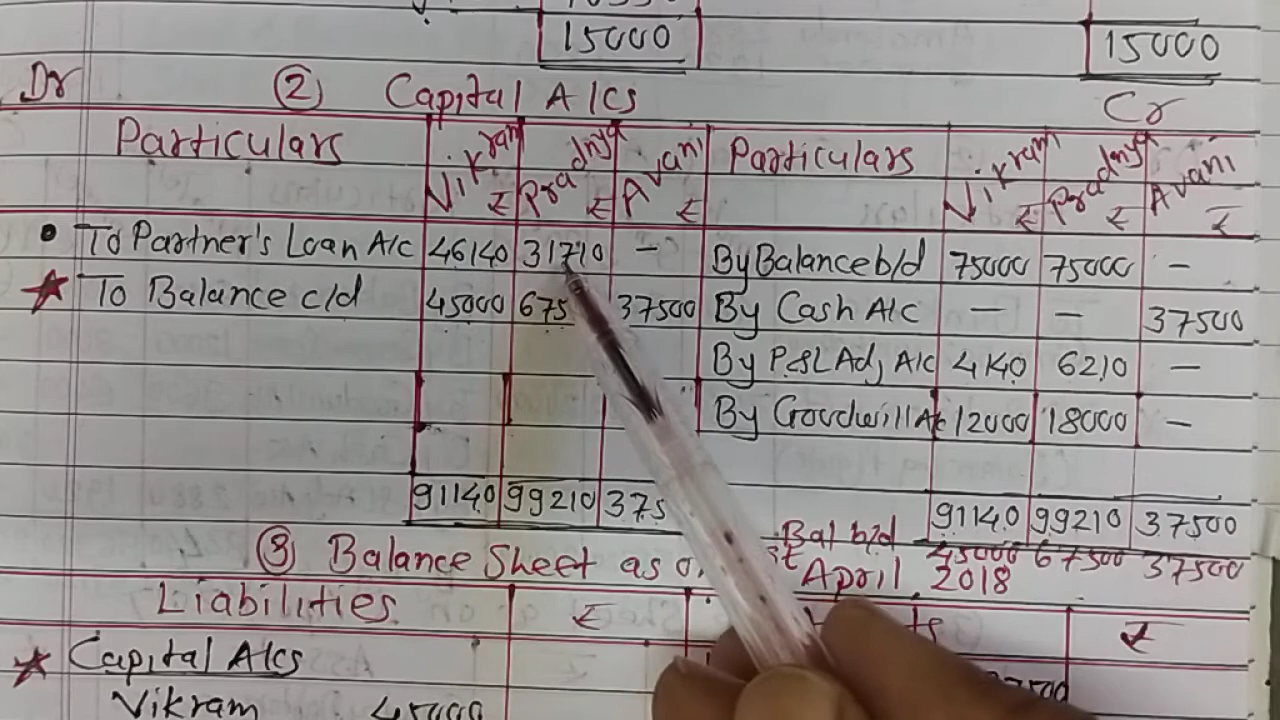 15000 15000
Dr ② Capital A/Cs Cr
Particulars Vikram ₹ Pradnya ₹ Avani ₹ Particulars Vikram ₹ Pradnya ₹ Avani ₹
• To Partner's Loan A/c 46140 31710 — By Balance b/d 75000 75000 —
★ To Balance c/d 45000 675 37500 By Cash A/c — — 37500
By P&L Adj A/c 4140 6210 —
By Goodwill A/c 12000 18000 —
91140 99210 375 91140 99210 37500
Bal b/d 45000 67500 37500
③ Balance Sheet as on 1st April, 2018
Liabilities ₹ ₹
★ Capital A/Cs
Vikram 45000